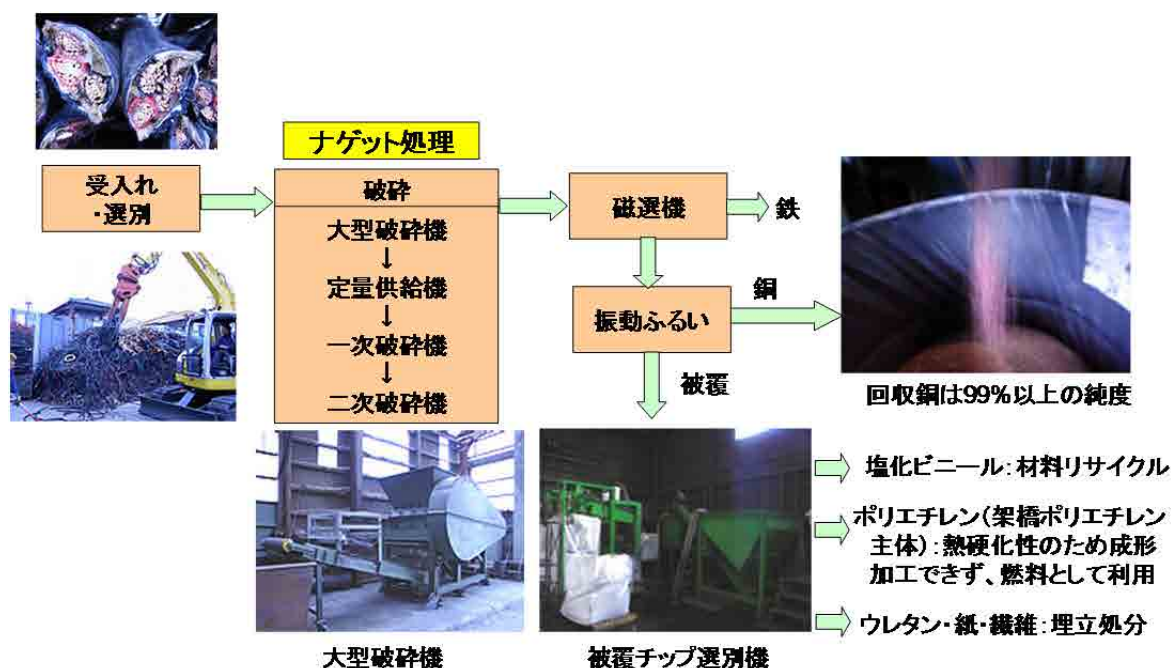 ナゲット処理
受入れ
・選別
破砕
大型破砕機
↓
定量供給機
↓
一次破砕機
↓
二次破砕機
磁選機
鉄
振動ふるい
銅
被覆
回収銅は99%以上の純度
大型破砕機
被覆チップ選別機
塩化ビニール:材料リサイクル
ポリエチレン(架橋ポリエチレン
主体):熱硬化性のため成形
加工できず、燃料として利用
ウレタン・紙・繊維:埋立処分